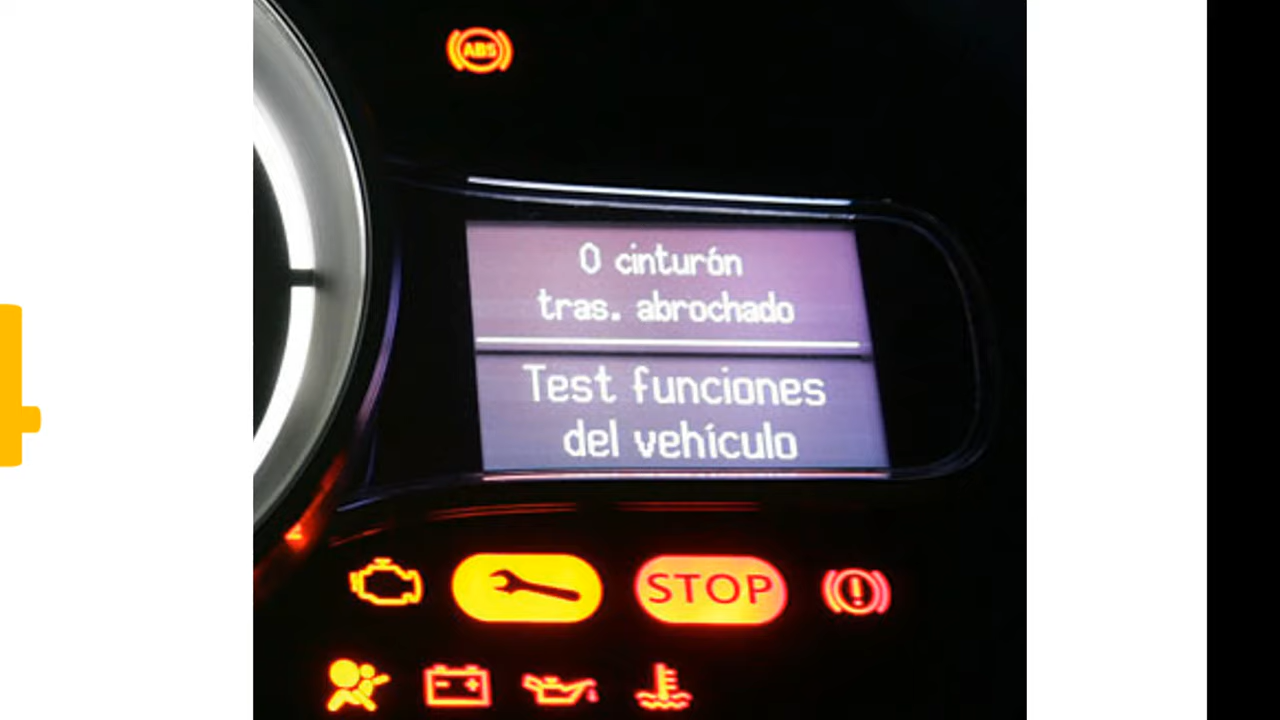 ABS
0 cinturón
tras. abrochado
Test funciones
del vehículo
STOP